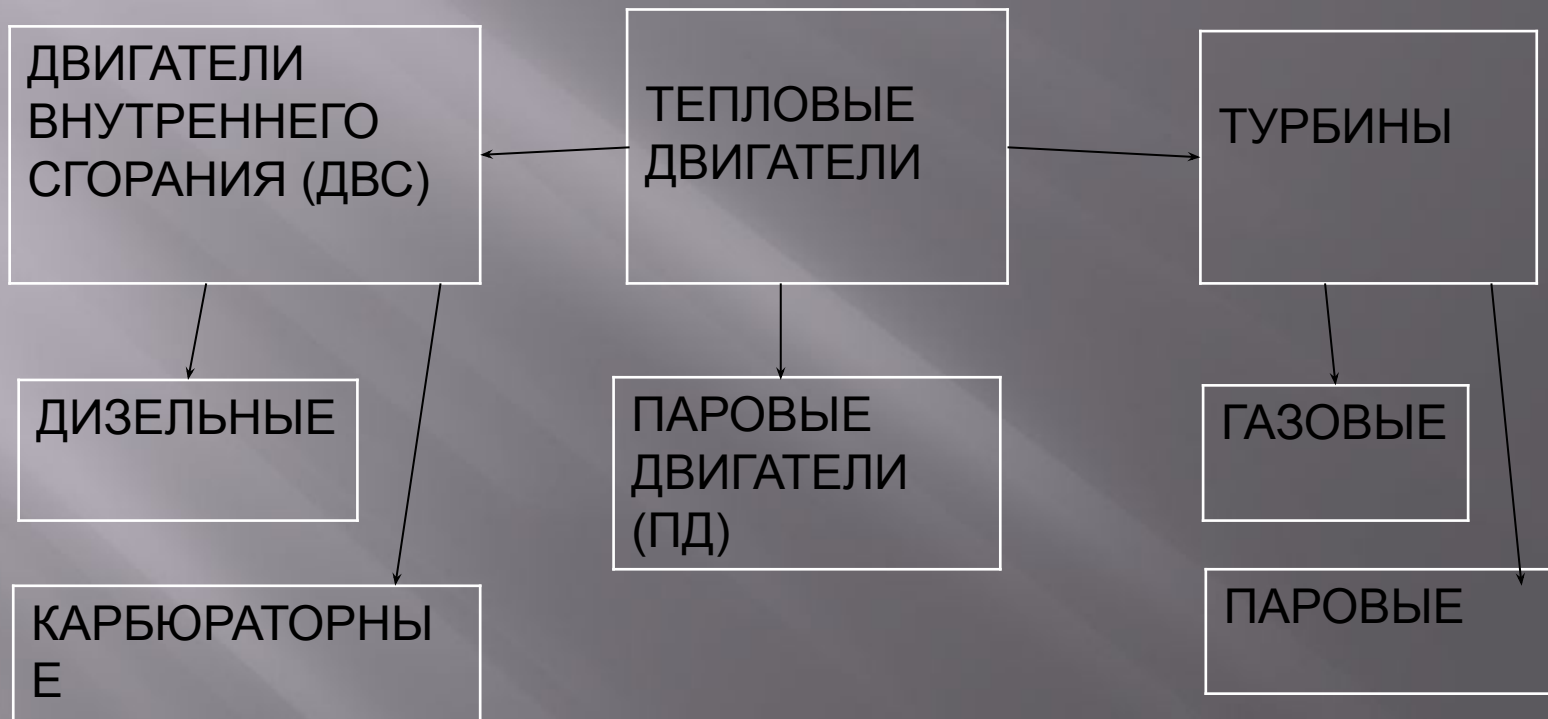 ДВИГАТЕЛИ
ВНУТРЕННЕГО
СГОРАНИЯ (ДВС)
ТЕПЛОВЫЕ
ДВИГАТЕЛИ
ТУРБИНЫ
ДИЗЕЛЬНЫЕ
ПАРОВЫЕ
ДВИГАТЕЛИ
(ПД)
ГАЗОВЫЕ
КАРБЮРАТОРНЫ
Е
ПАРОВЫЕ